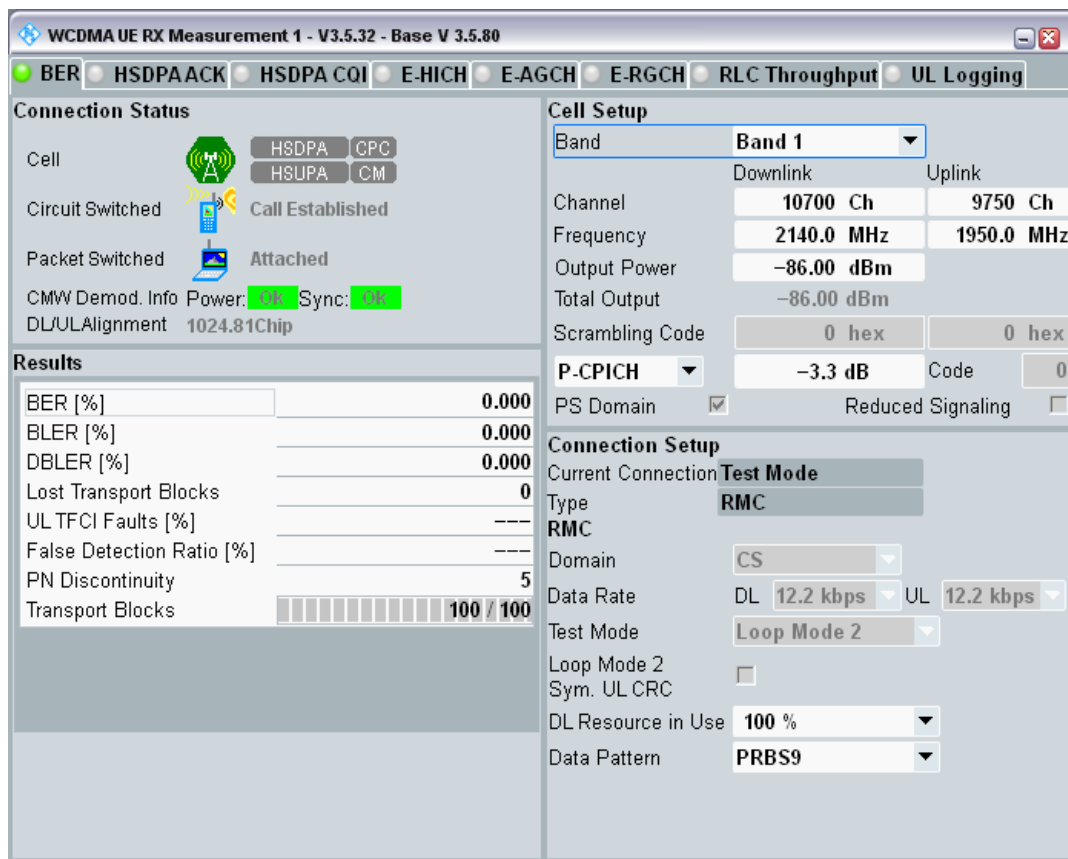 WCDMA UE RX Measurement 1 - V3.5.32 - Base V 3.5.80
BER HSDPA ACK HSDPA CQI E-HICH E-AGCH E-RGCH RLC Throughput UL Logging
Connection Status
Cell HSDPA CPC
HSUPA CM
Circuit Switched Call Established
Packet Switched Attached
CMW Demod. Info Power: Ok Sync: Ok
DL/UL Alignment 1024.81Chip
Results
BER [%] 0.000
BLER [%] 0.000
DBLER [%] 0.000
Lost Transport Blocks 0
UL TFCI Faults [%] ---
False Detection Ratio [%] ---
PN Discontinuity 5
Transport Blocks 100 / 100
Cell Setup
Band Band 1
Downlink Uplink
Channel 10700 Ch 9750 Ch
Frequency 2140.0 MHz 1950.0 MHz
Output Power −86.00 dBm
Total Output −86.00 dBm
Scrambling Code 0 hex 0 hex
P-CPICH −3.3 dB Code 0
PS Domain Reduced Signaling
Connection Setup
Current Connection Test Mode
Type RMC
RMC
Domain CS
Data Rate DL 12.2 kbps UL 12.2 kbps
Test Mode Loop Mode 2
Loop Mode 2
Sym. UL CRC
DL Resource in Use 100 %
Data Pattern PRBS9